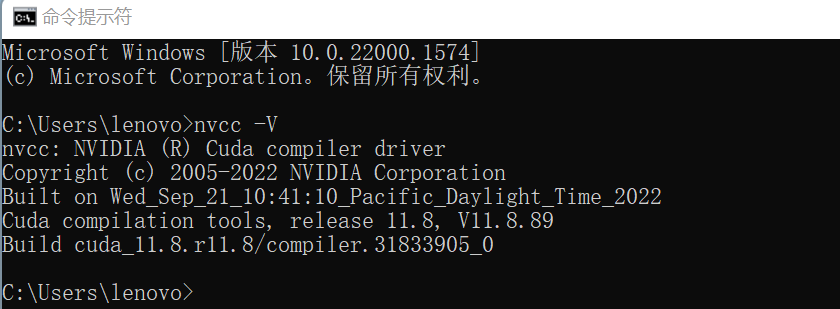 命令提示符
Microsoft Windows [版本 10.0.22000.1574]
(c) Microsoft Corporation。保留所有权利。
C:\Users\lenovo>nvcc -V
nvcc: NVIDIA (R) Cuda compiler driver
Copyright (c) 2005-2022 NVIDIA Corporation
Built on Wed_Sep_21_10:41:10_Pacific_Daylight_Time_2022
Cuda compilation tools, release 11.8, V11.8.89
Build cuda_11.8.r11.8/compiler.31833905_0
C:\Users\lenovo>